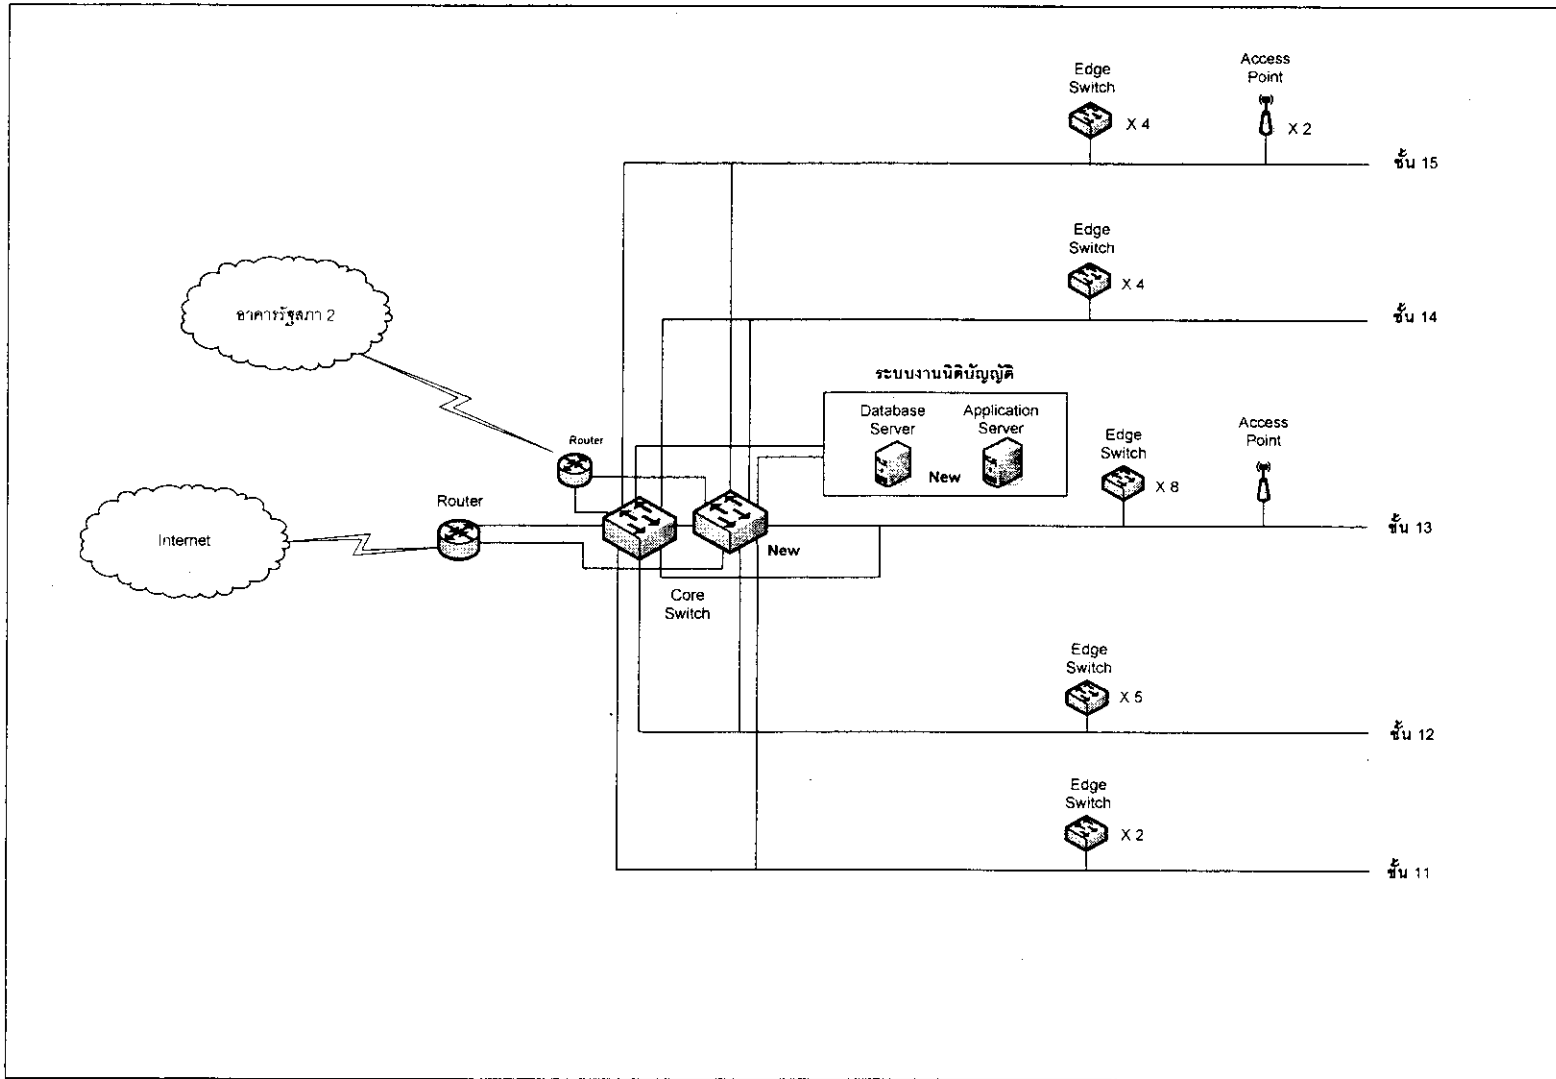 Edge
Switch
X 4
Access
Point
X 2
ชั้น 15
Edge
Switch
X 4
ชั้น 14
อาคารรัฐสภา 2
ระบบงานนิติบัญญัติ
Database
Server
Application
Server
New
Router
Edge
Switch
X 8
Access
Point
ชั้น 13
Router
Internet
New
Core
Switch
Edge
Switch
X 5
ชั้น 12
Edge
Switch
X 2
ชั้น 11